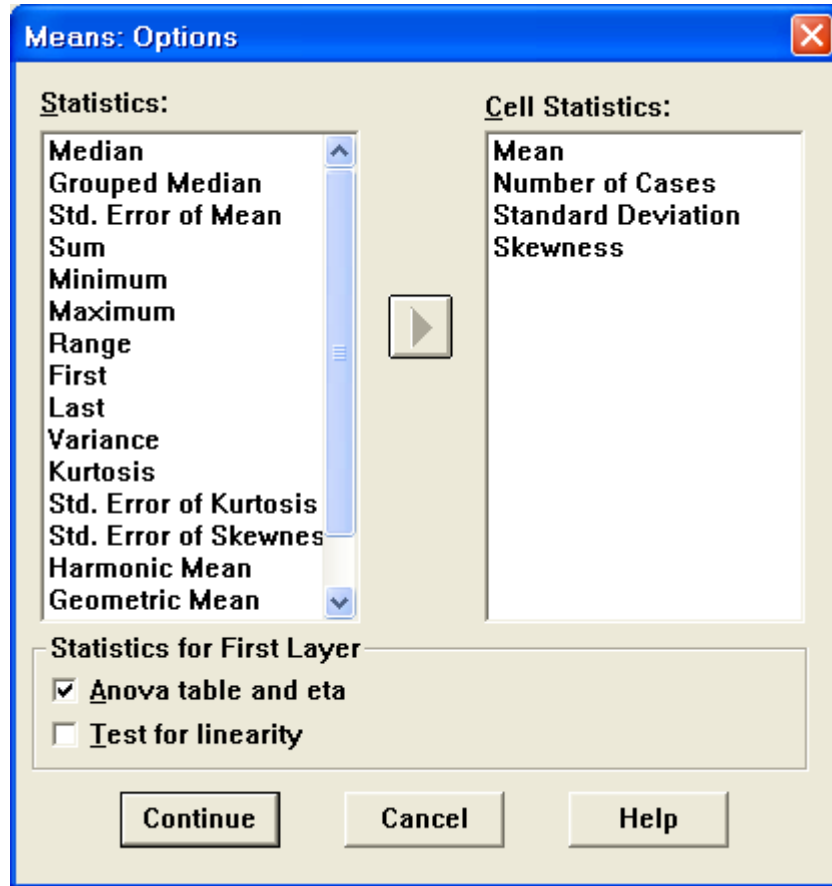 Means: Options
Statistics:
Median
Grouped Median
Std. Error of Mean
Sum
Minimum
Maximum
Range
First
Last
Variance
Kurtosis
Std. Error of Kurtosis
Std. Error of Skewnes
Harmonic Mean
Geometric Mean
Cell Statistics:
Mean
Number of Cases
Standard Deviation
Skewness
Statistics for First Layer
Anova table and eta
Test for linearity
Continue
Cancel
Help